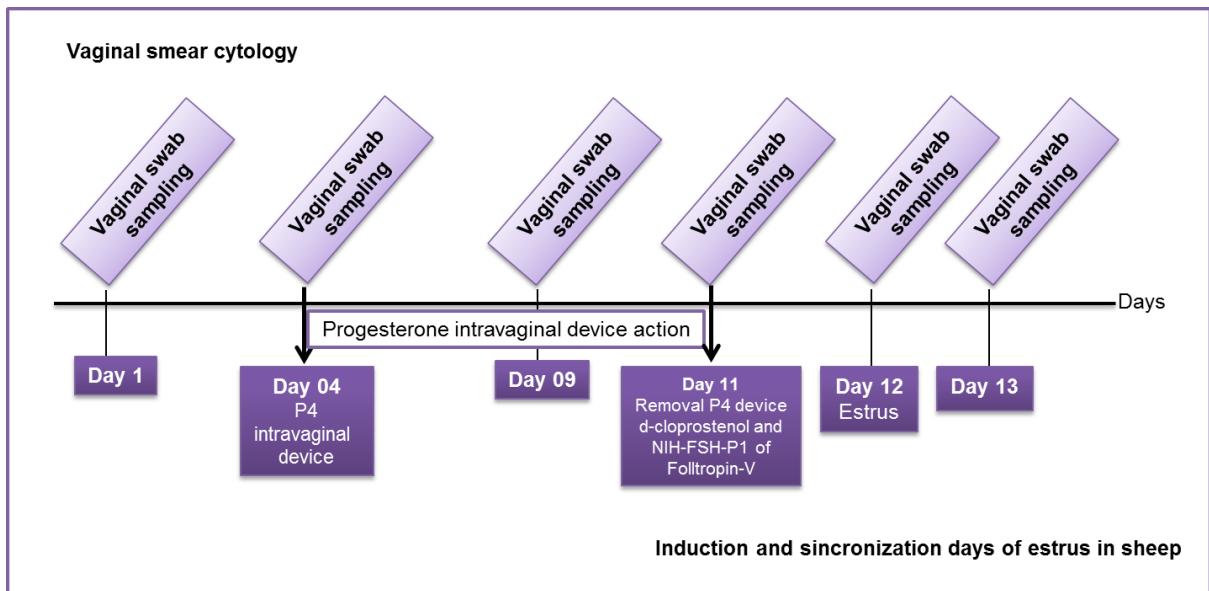 Vaginal smear cytology
Vaginal swab
sampling
Vaginal swab
sampling
Vaginal swab
sampling
Vaginal swab
sampling
Vaginal swab
sampling
Vaginal swab
sampling
Days
Progesterone intravaginal device action
Day 1
Day 04
P4
intravaginal
device
Day 09
Day 11
Removal P4 device
d-cloprostenol and
NIH-FSH-P1 of
Folltropin-V
Day 12
Estrus
Day 13
Induction and sincronization days of estrus in sheep